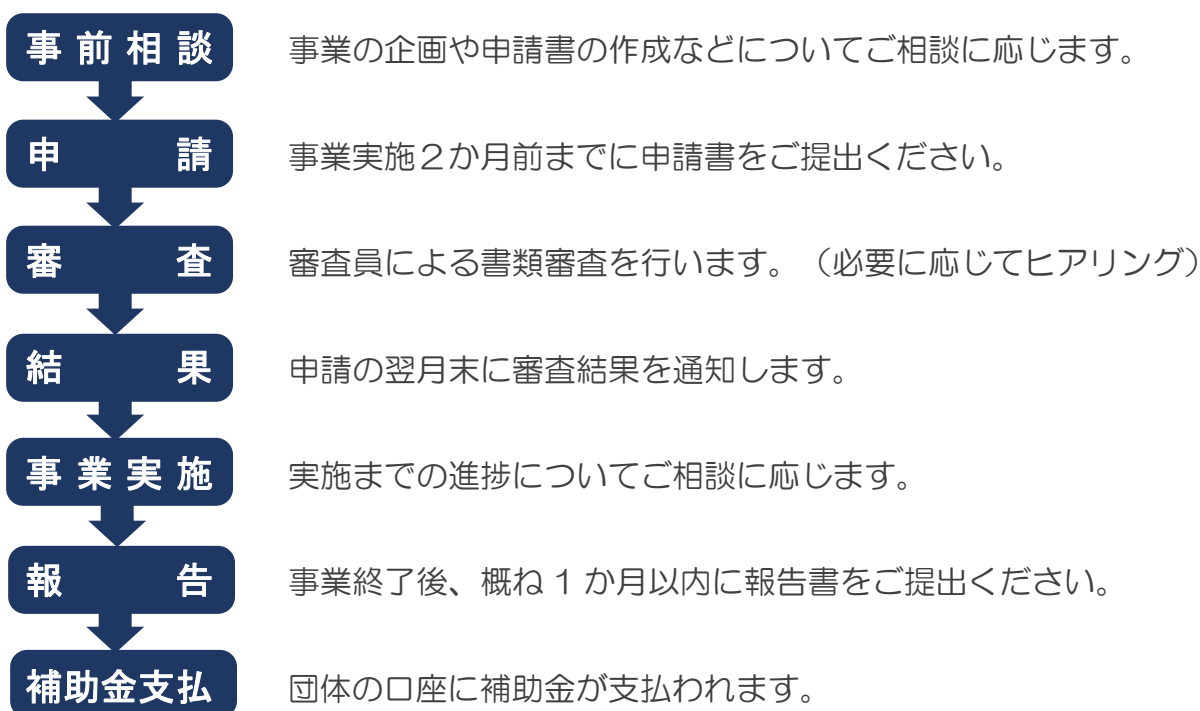 事前相談 事業の企画や申請書の作成などについてご相談に応じます。
申請 事業実施２か月前までに申請書をご提出ください。
審査 審査員による書類審査を行います。（必要に応じてヒアリング）
結果 申請の翌月末に審査結果を通知します。
事業実施 実施までの進捗についてご相談に応じます。
報告 事業終了後、概ね 1 か月以内に報告書をご提出ください。
補助金支払 団体の口座に補助金が支払われます。